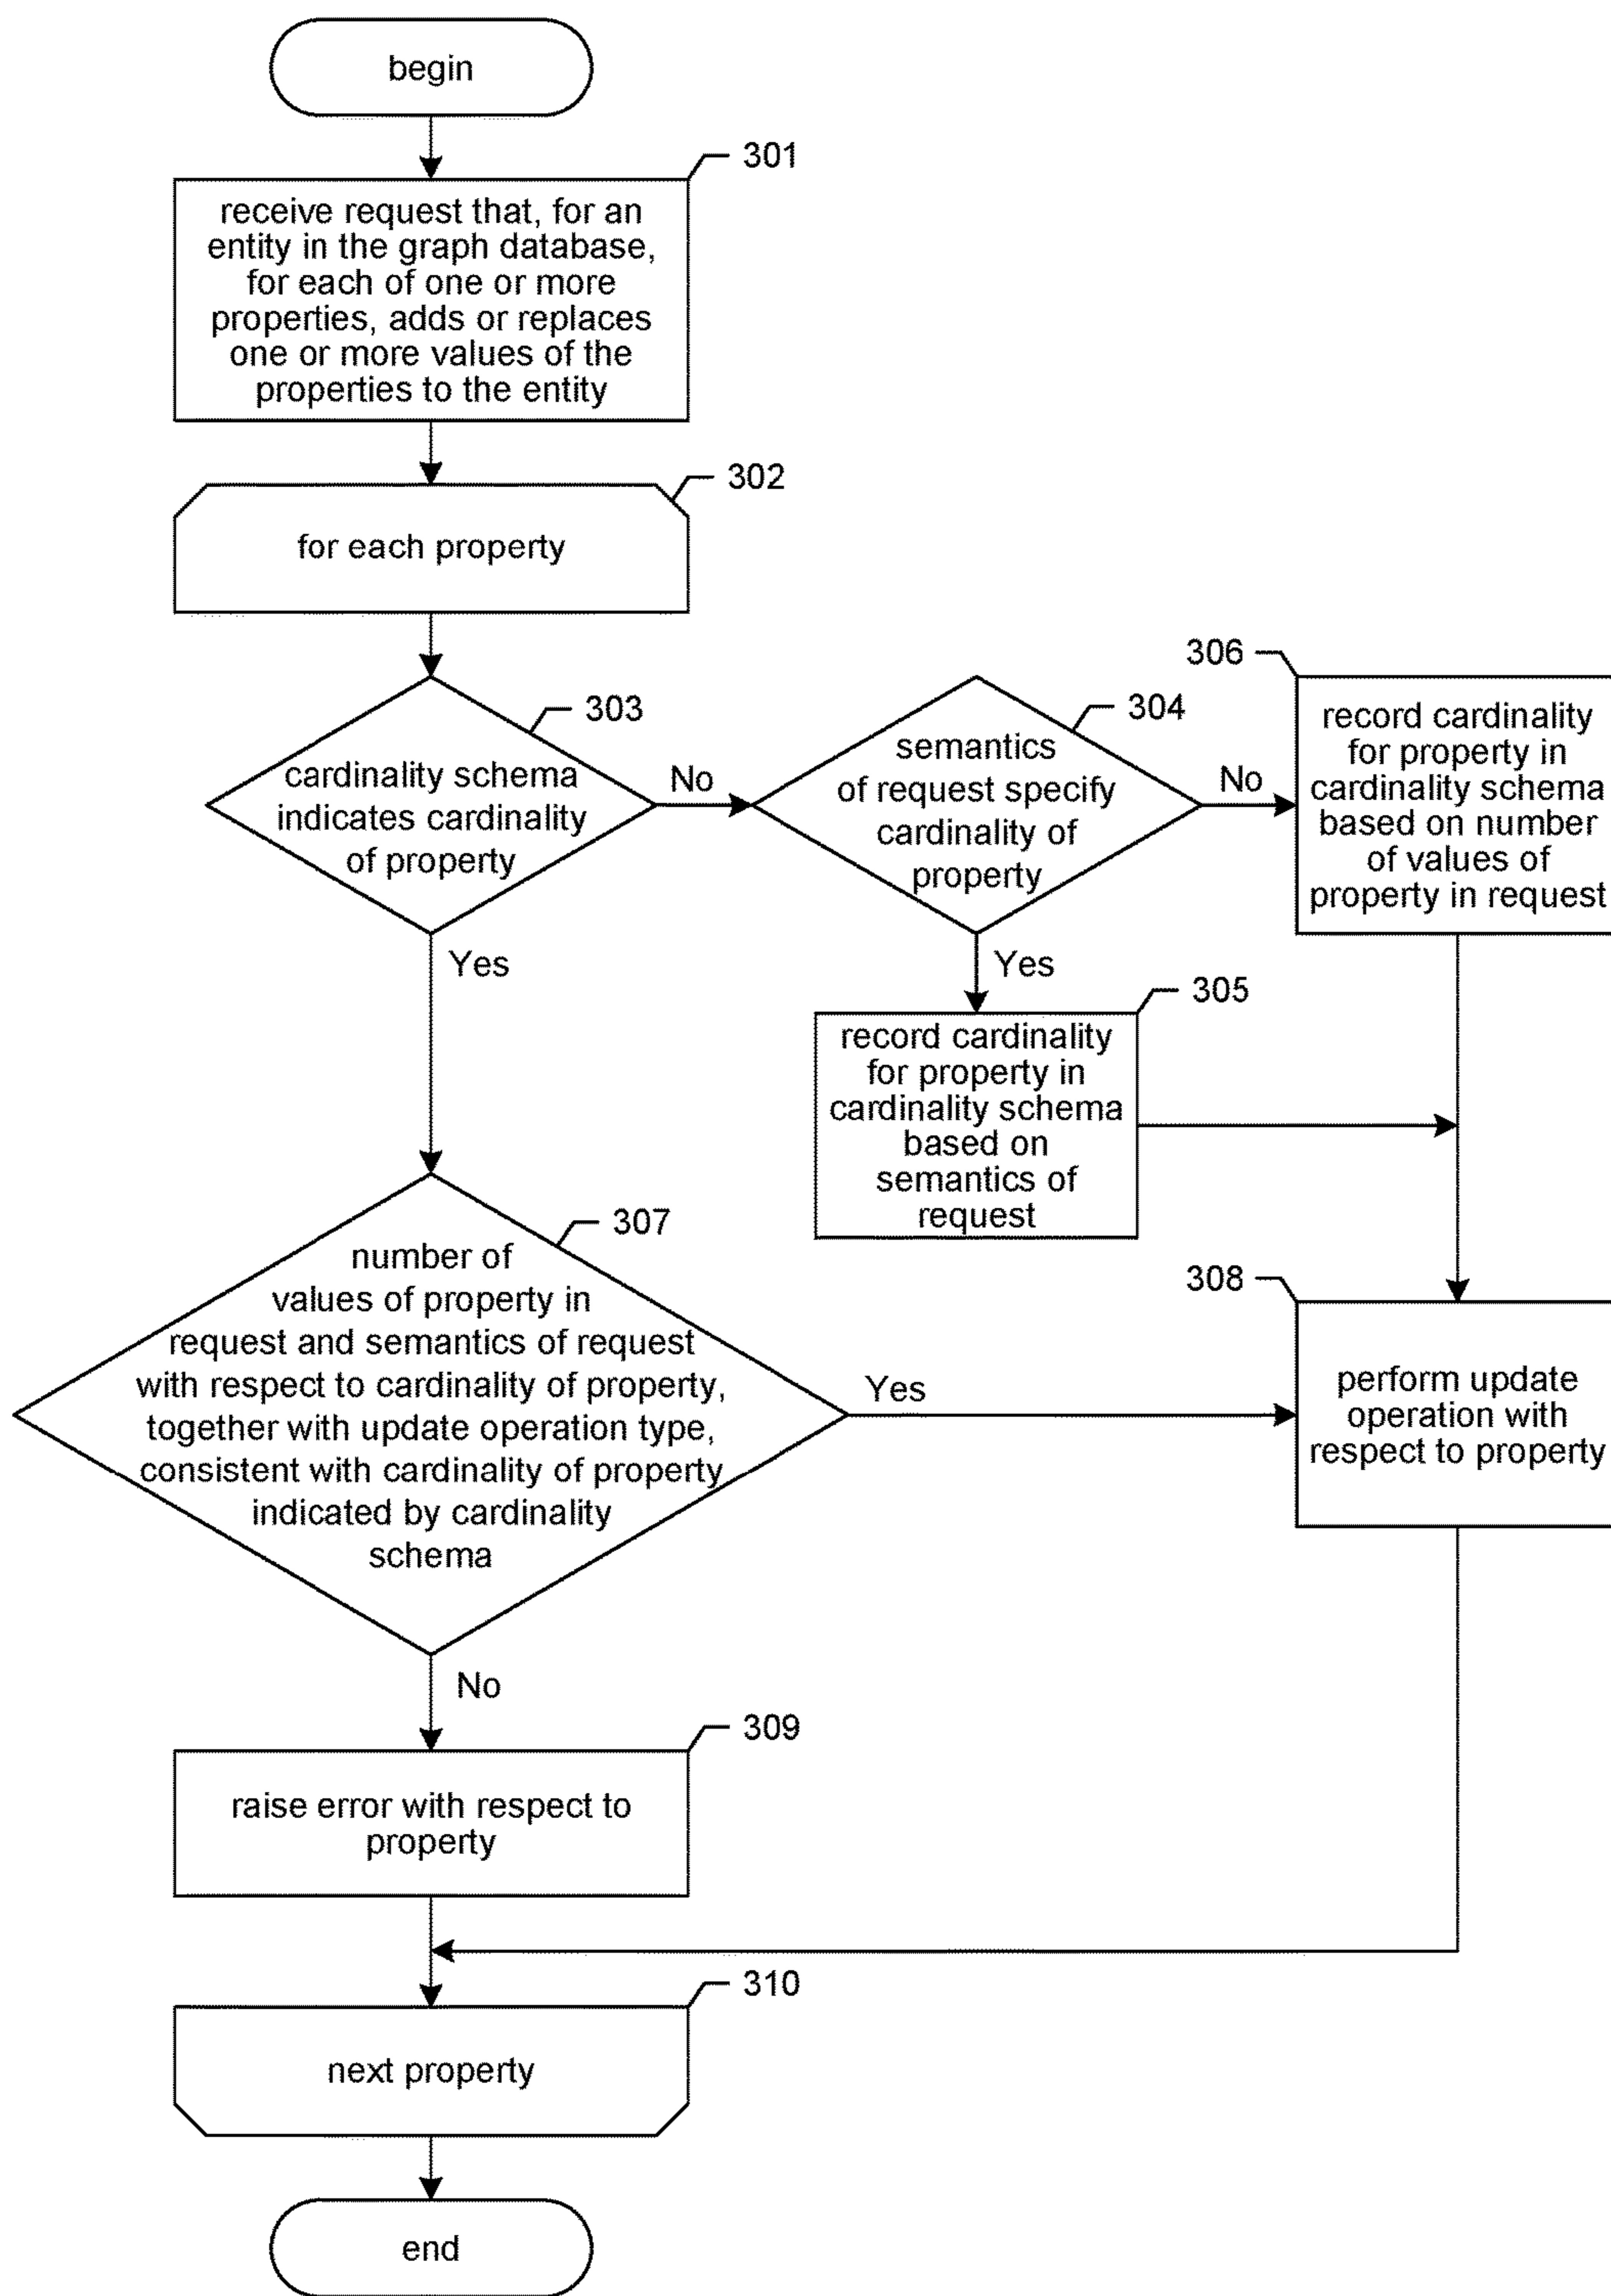 begin
301
receive request that, for an
entity in the graph database,
for each of one or more
properties, adds or replaces
one or more values of the
properties to the entity
302
for each property
303
cardinality schema
indicates cardinality
of property
No
Yes
304
semantics
of request specify
cardinality of
property
No
Yes
306
record cardinality
for property in
cardinality schema
based on number
of values of
property in request
305
record cardinality
for property in
cardinality schema
based on
semantics of
request
307
number of
values of property in
request and semantics of request
with respect to cardinality of property,
together with update operation type,
consistent with cardinality of property
indicated by cardinality
schema
Yes
No
308
perform update
operation with
respect to property
309
raise error with respect to
property
310
next property
end